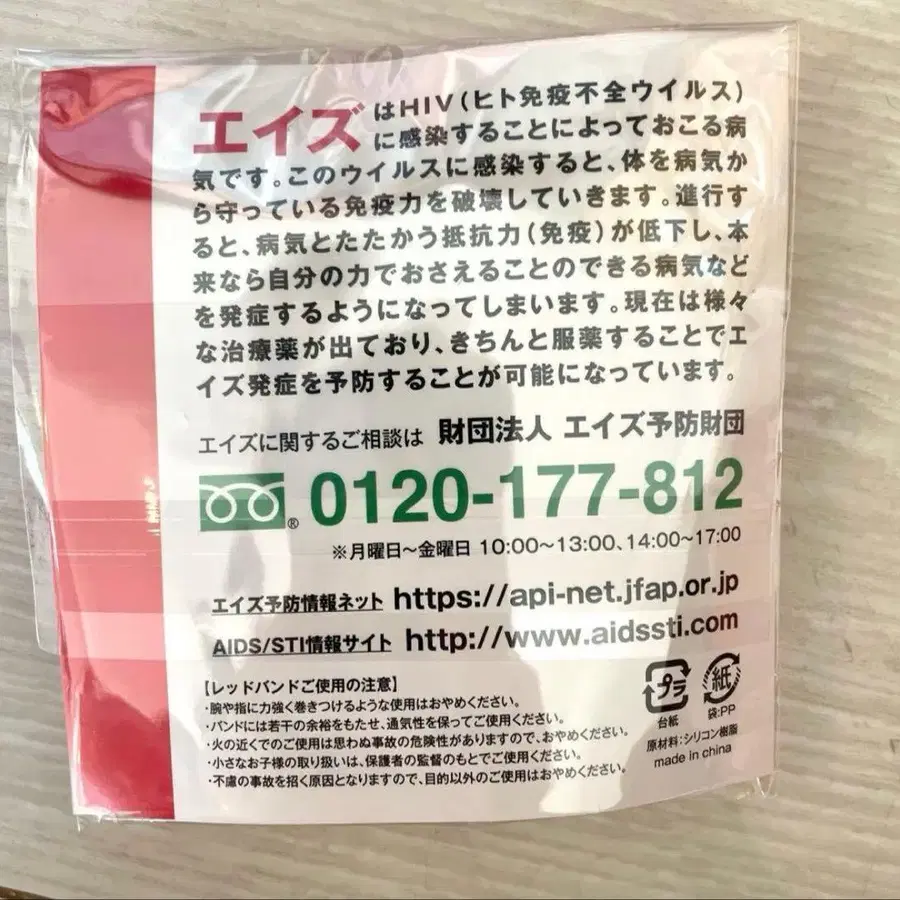 エイズはHIV(ヒト免疫不全ウイルス)
に感染することによっておこる病
気です。このウイルスに感染すると、体を病気か
ら守っている免疫力を破壊していきます。進行す
ると、病気とたたかう抵抗力(免疫)が低下し、本
来なら自分の力でおさえることのできる病気など
を発症するようになってしまいます。現在は様々
な治療薬が出ており、きちんと服薬することでエ
イズ発症を予防することが可能になっています。
エイズに関するご相談は 財団法人 エイズ予防財団
® 0120-177-812
※月曜日〜金曜日 10:00〜13:00、14:00〜17:00
エイズ予防情報ネット https://api-net.jfap.or.jp
AIDS/STI情報サイト http://www.aidssti.com
【レッドバンドご使用の注意】
・腕や指に力強く巻きつけるような使用はおやめください。
・バンドには若干の余裕をもたせ、通気性を保ってご使用ください。
・火の近くでのご使用は思わぬ事故の危険性がありますので、おやめください。
・小さなお子様の取り扱いは、保護者の監督のもとでご使用ください。
・不慮の事故を招く原因となりますので、目的以外のご使用はおやめください。
プラ 紙
台紙 袋:PP
原材料:シリコン樹脂
made in china